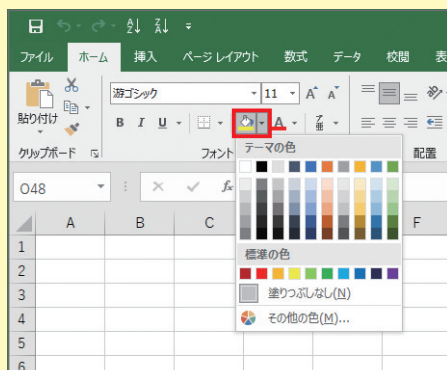 ファイル ホーム 挿入 ページ レイアウト 数式 データ 校閲 表
貼り付け
游ゴシック 11 A A
B I U A 亜
クリップボード フォント 配置
テーマの色
標準の色
塗りつぶしなし(N)
その他の色(M)...
O48 fx
A B C F
1
2
3
4
5
6